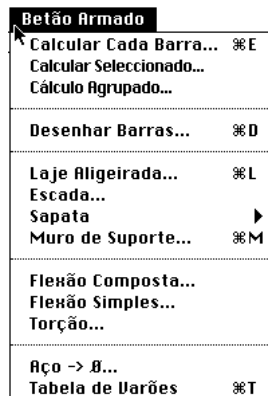 Betão Armado
Calcular Cada Barra... ⌘E
Calcular Seleccionado...
Cálculo Agrupado...
Desenhar Barras... ⌘D
Laje Aligeirada... ⌘L
Escada...
Sapata ▶
Muro de Suporte... ⌘M
Flexão Composta...
Flexão Simples...
Torção...
Aço -> Ø...
Tabela de Varões ⌘T